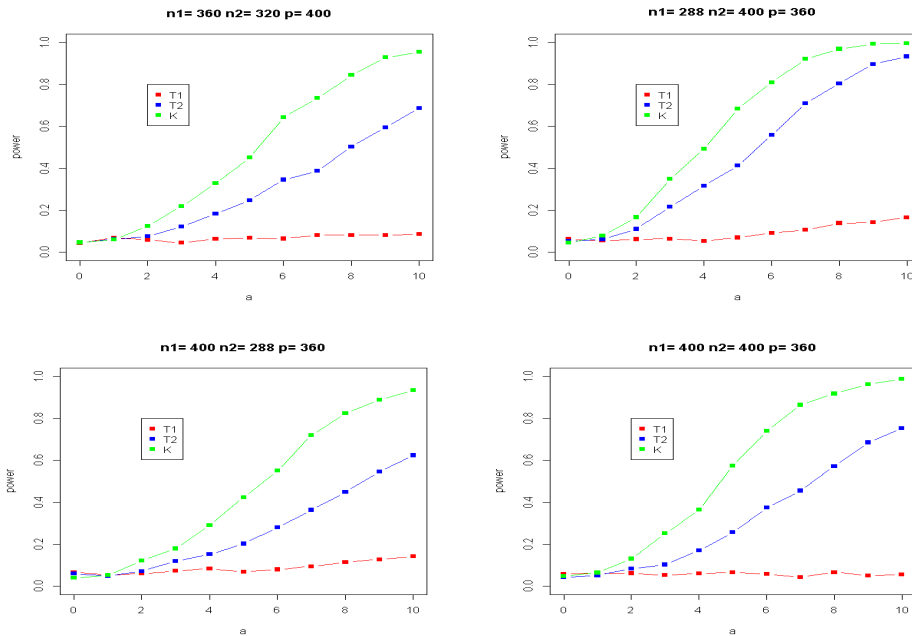 n1= 360 n2= 320 p= 400
power
1.0
0.8
0.6
0.4
0.2
0.0
T1
T2
K
0 2 4 6 8 10
a
n1= 288 n2= 400 p= 360
power
1.0
0.8
0.6
0.4
0.2
0.0
T1
T2
K
0 2 4 6 8 10
a
n1= 400 n2= 288 p= 360
power
1.0
0.8
0.6
0.4
0.2
0.0
T1
T2
K
0 2 4 6 8 10
a
n1= 400 n2= 400 p= 360
power
1.0
0.8
0.6
0.4
0.2
0.0
T1
T2
K
0 2 4 6 8 10
a